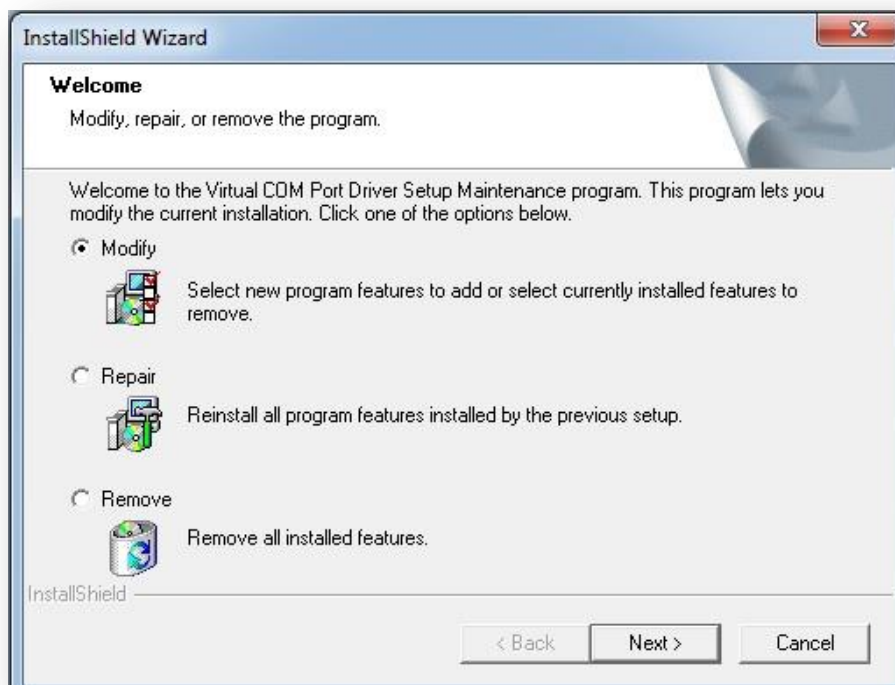 InstallShield Wizard
Welcome
Modify, repair, or remove the program.
Welcome to the Virtual COM Port Driver Setup Maintenance program. This program lets you
modify the current installation. Click one of the options below.
Modify
Select new program features to add or select currently installed features to
remove.
Repair
Reinstall all program features installed by the previous setup.
Remove
Remove all installed features.
InstallShield
< Back
Next >
Cancel